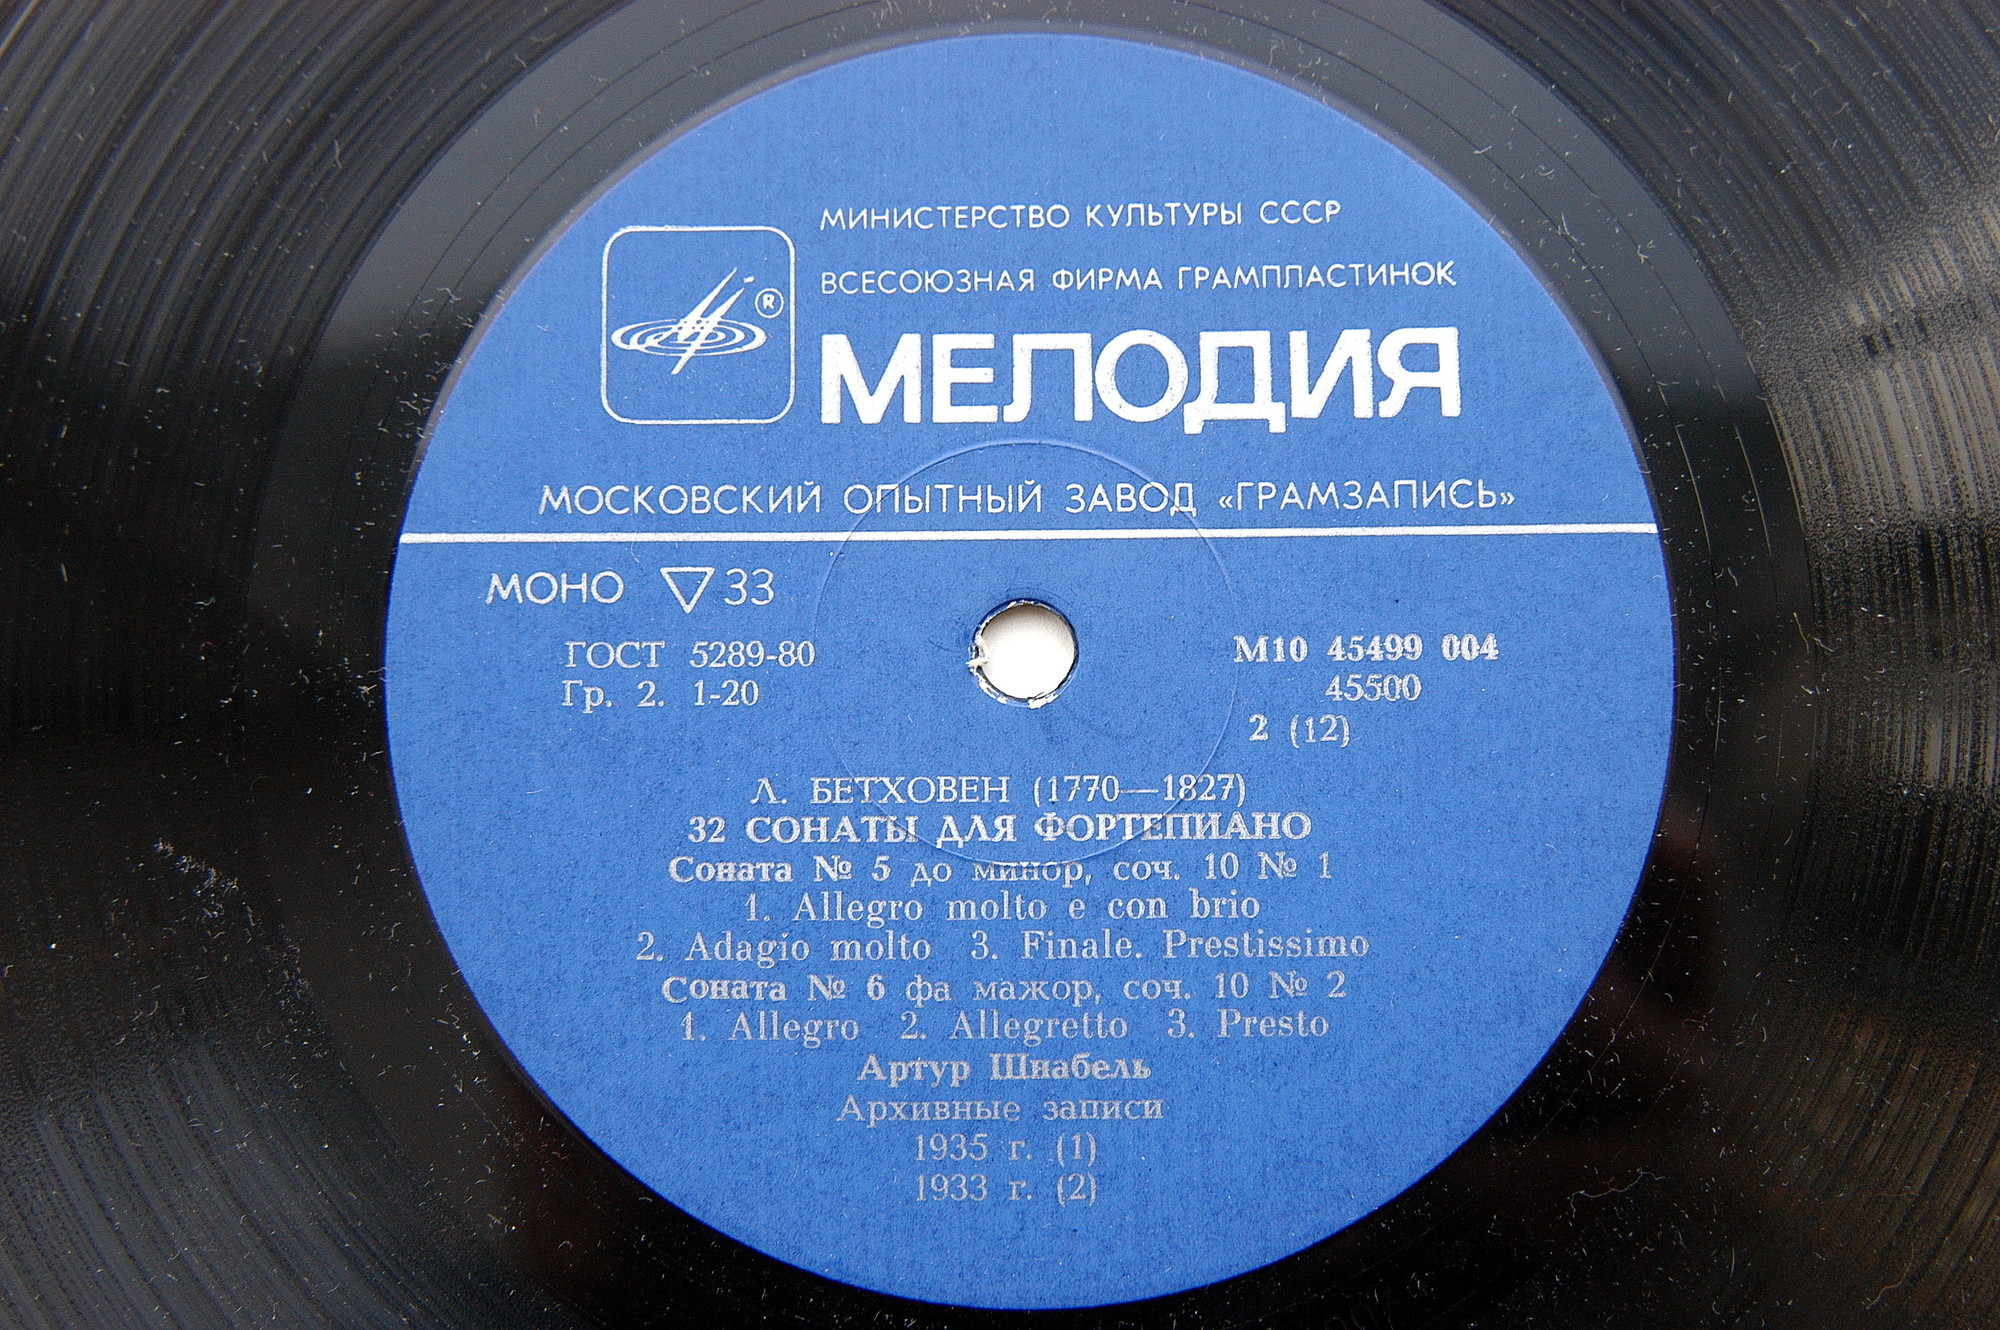 МИНИСТЕРСТВО КУЛЬТУРЫ СССР
ВСЕСОЮЗНАЯ ФИРМА ГРАМПЛАСТИНОК
®
МЕЛОДИЯ
МОСКОВСКИЙ ОПЫТНЫЙ ЗАВОД «ГРАМЗАПИСЬ»
МОНО ▽33
ГОСТ 5289-80
Гр. 2. 1-20
М10 45499 004
45500
2 (12)
Л. БЕТХОВЕН (1770—1827)
32 СОНАТЫ ДЛЯ ФОРТЕПИАНО
Соната № 5 до минор, соч. 10 № 1
1. Allegro molto e con brio
2. Adagio molto 3. Finale. Prestissimo
Соната № 6 фа мажор, соч. 10 № 2
1. Allegro 2. Allegretto 3. Presto
Артур Шнабель
Архивные записи
1935 г. (1)
1933 г. (2)